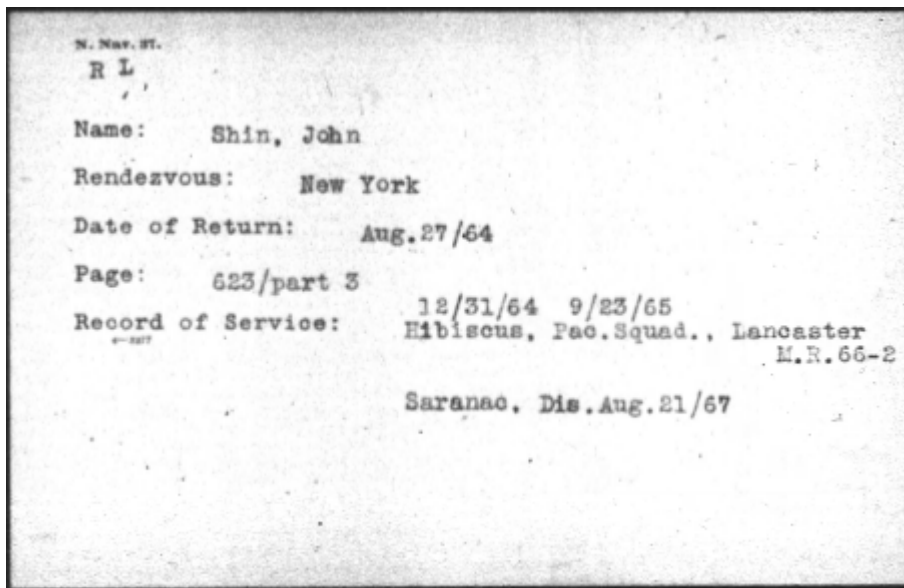 N. Nav. 37.
R L
Name: Shin, John
Rendezvous: New York
Date of Return: Aug.27/64
Page: 623/part 3
12/31/64 9/23/65
Record of Service: Hibiscus, Pac.Squad., Lancaster
M.R.66-2
Saranac, Dis.Aug.21/67